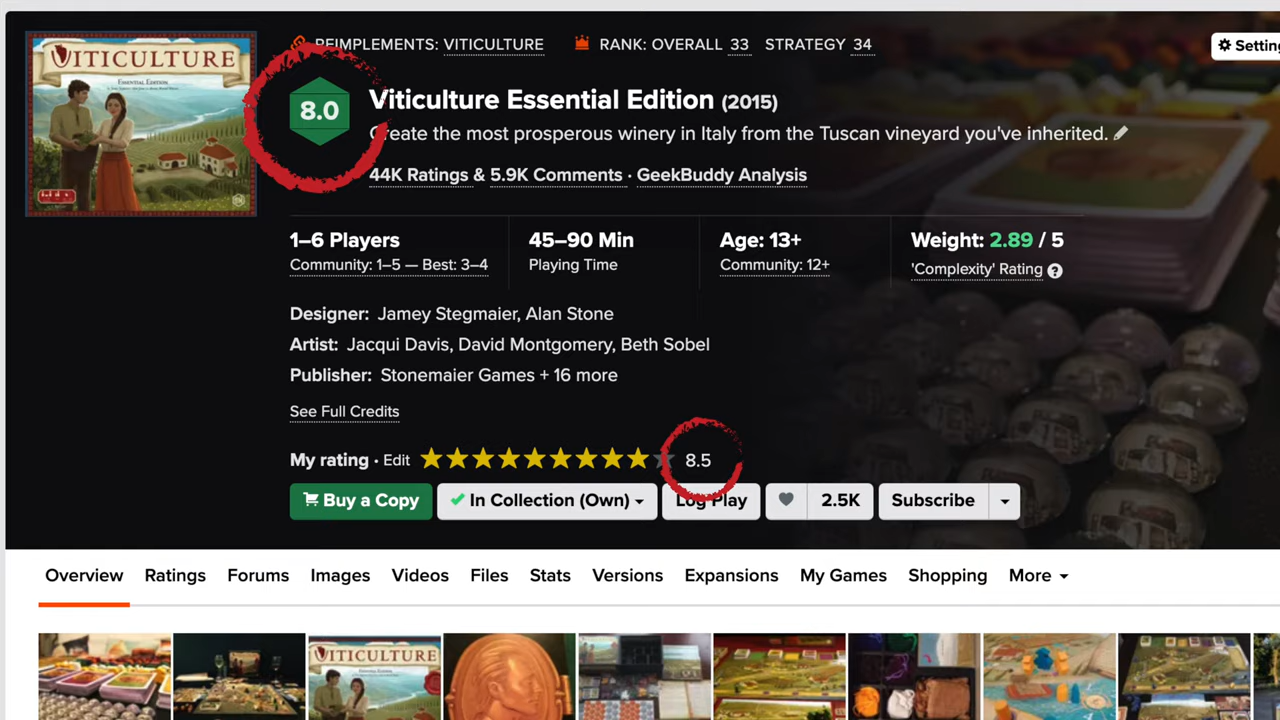 REIMPLEMENTS: VITICULTURE RANK: OVERALL 33 STRATEGY 34
Settin
VITICULTURE
ESSENTIAL EDITION
8.0
Viticulture Essential Edition (2015)
Create the most prosperous winery in Italy from the Tuscan vineyard you've inherited.
44K Ratings & 5.9K Comments · GeekBuddy Analysis
1–6 Players
Community: 1–5 — Best: 3–4
45–90 Min
Playing Time
Age: 13+
Community: 12+
Weight: 2.89 / 5
'Complexity' Rating ?
Designer: Jamey Stegmaier, Alan Stone
Artist: Jacqui Davis, David Montgomery, Beth Sobel
Publisher: Stonemaier Games + 16 more
See Full Credits
My rating · Edit 8.5
Buy a Copy In Collection (Own) Log Play 2.5K Subscribe
Overview Ratings Forums Images Videos Files Stats Versions Expansions My Games Shopping More
VITICULTURE
ESSENTIAL EDITION